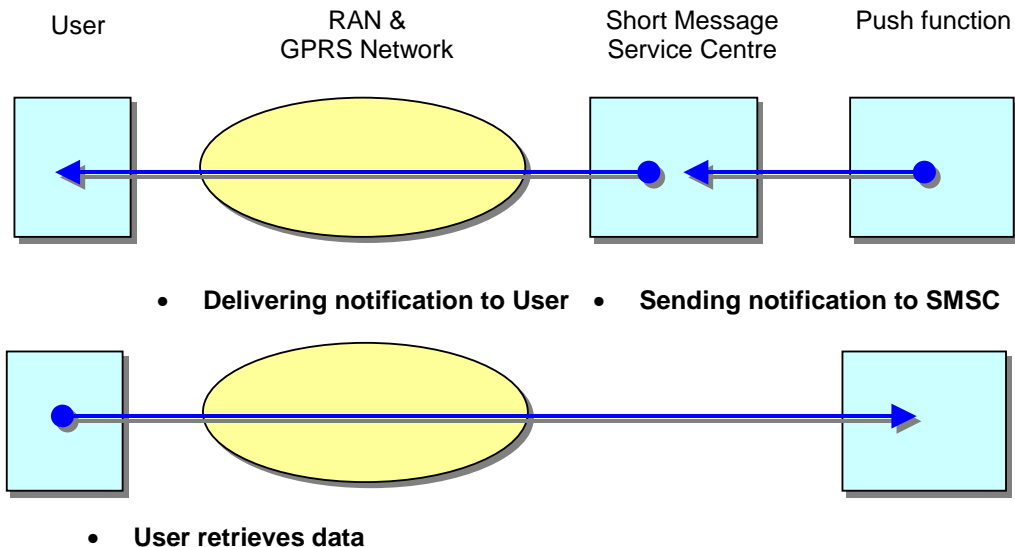 User
RAN &
GPRS Network
Short Message
Service Centre
Push function
• Delivering notification to User
• Sending notification to SMSC
• User retrieves data